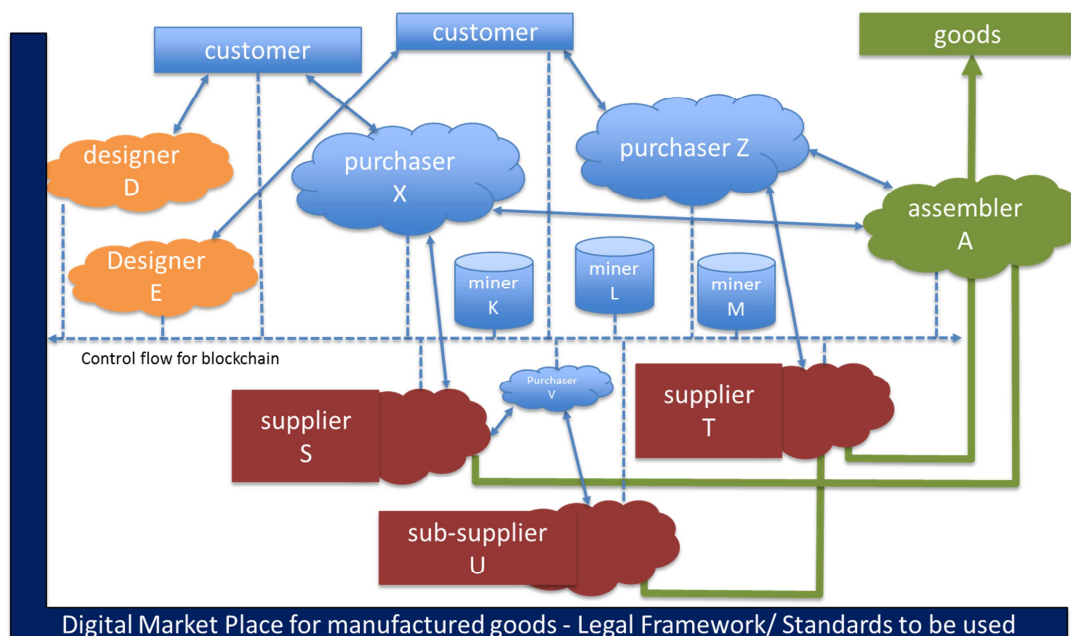 customer
customer
goods
designer
D
purchaser
X
purchaser Z
assembler
A
Designer
E
miner
K
miner
L
miner
M
Control flow for blockchain
Purchaser
V
supplier
S
supplier
T
sub-supplier
U
Digital Market Place for manufactured goods - Legal Framework/ Standards to be used